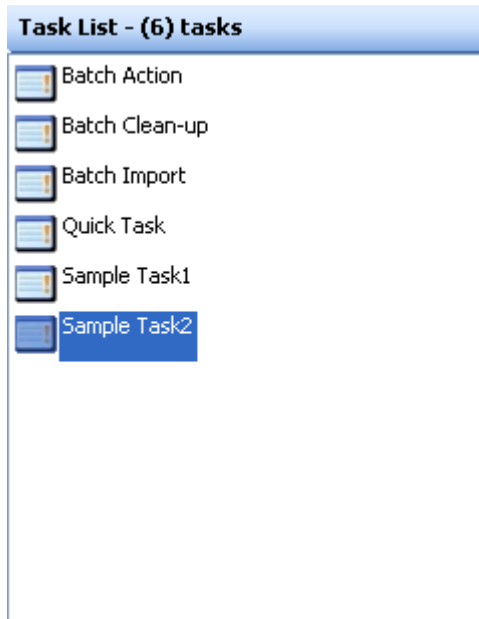 Task List - (6) tasks
Batch Action
Batch Clean-up
Batch Import
Quick Task
Sample Task1
Sample Task2